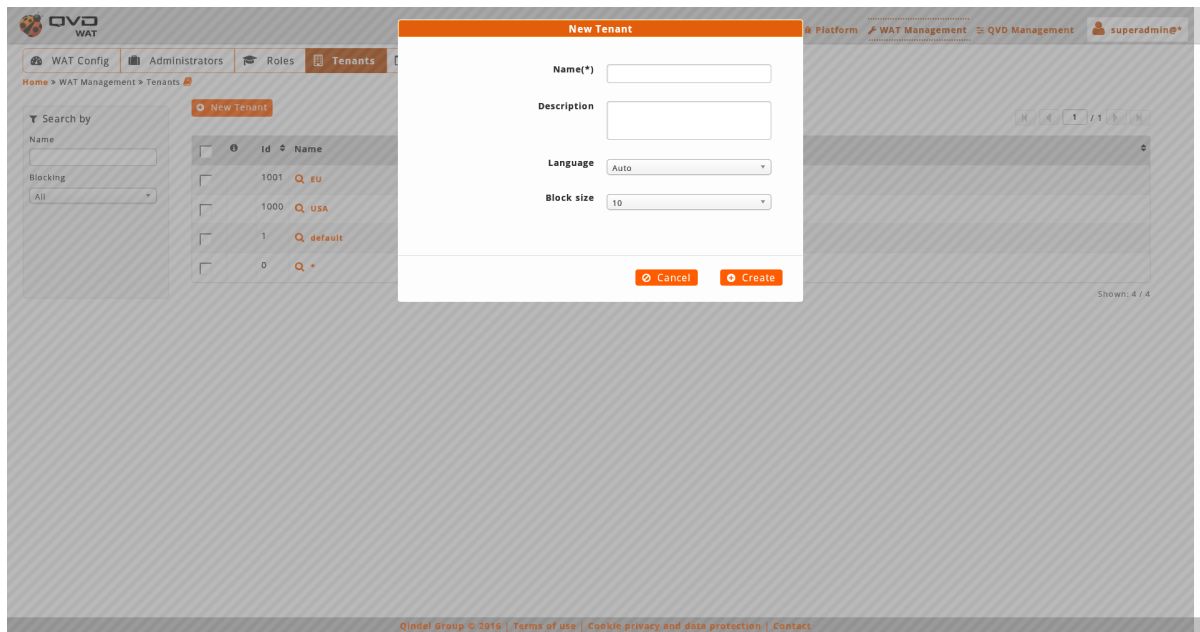 QVD
WAT
Platform
WAT Management
QVD Management
superadmin@*
WAT Config
Administrators
Roles
Tenants
Home » WAT Management » Tenants
Search by
Name
Blocking
All
New Tenant
1 / 1
Id Name
1001 EU
1000 USA
1 default
0 *
Shown: 4 / 4
New Tenant
Name(*)
Description
Language
Auto
Block size
10
Cancel
Create
Qindel Group © 2016 | Terms of use | Cookie privacy and data protection | Contact